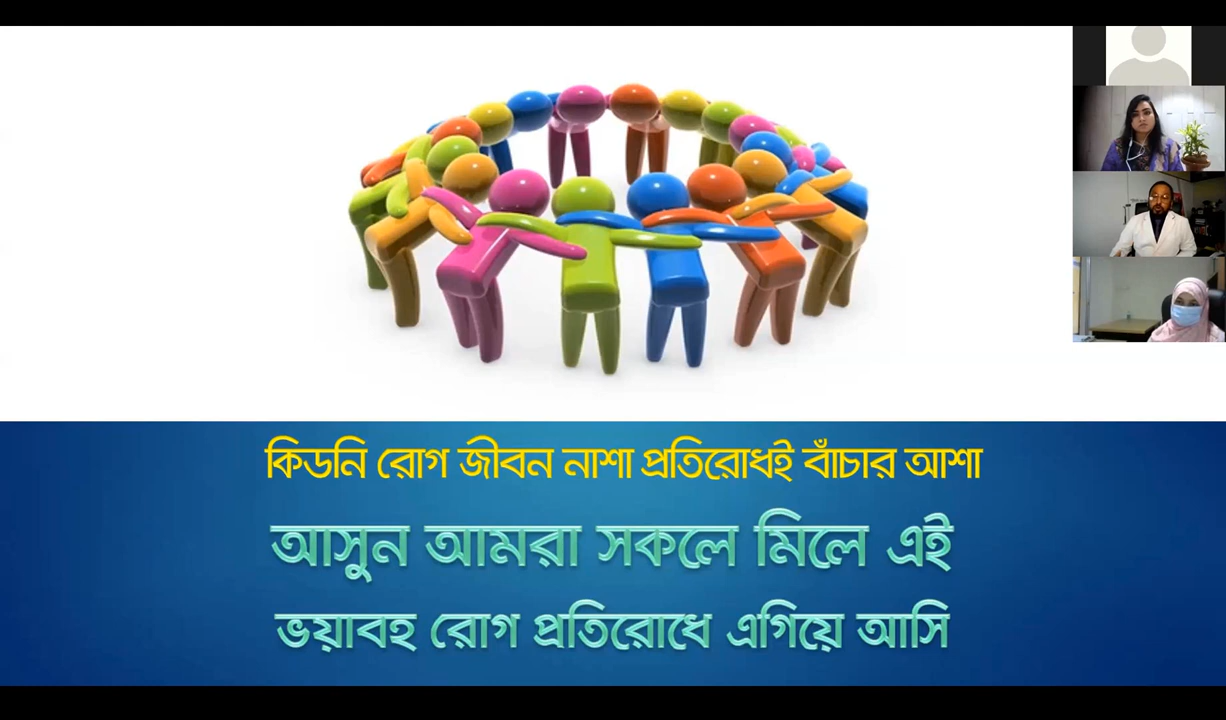 কিডনি রোগ জীবন নাশা প্রতিরোধই বাঁচার আশা
আসুন আমরা সকলে মিলে এই
ভয়াবহ রোগ প্রতিরোধে এগিয়ে আসি